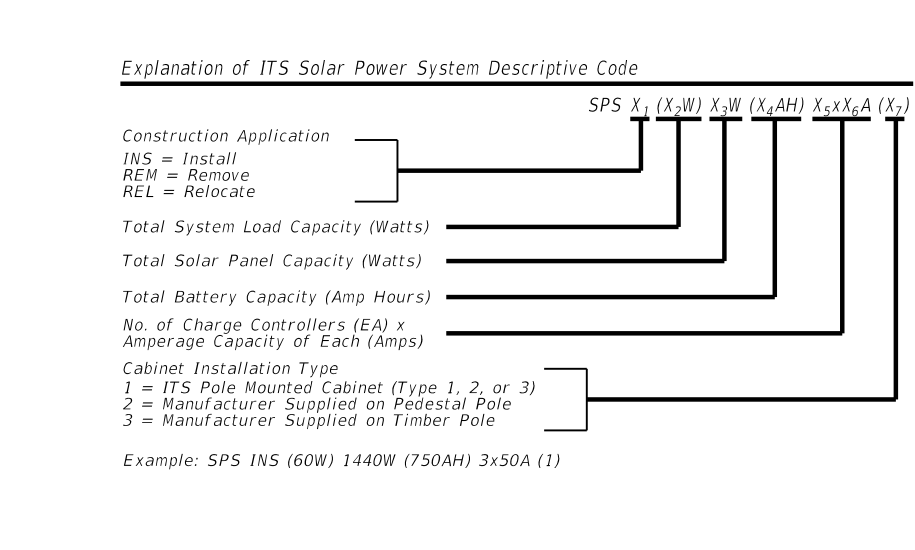 Explanation of ITS Solar Power System Descriptive Code
SPS X₁ (X₂W) X₃W (X₄AH) X₅xX₆A (X₇)
Construction Application
INS = Install
REM = Remove
REL = Relocate
Total System Load Capacity (Watts)
Total Solar Panel Capacity (Watts)
Total Battery Capacity (Amp Hours)
No. of Charge Controllers (EA) x
Amperage Capacity of Each (Amps)
Cabinet Installation Type
1 = ITS Pole Mounted Cabinet (Type 1, 2, or 3)
2 = Manufacturer Supplied on Pedestal Pole
3 = Manufacturer Supplied on Timber Pole
Example: SPS INS (60W) 1440W (750AH) 3x50A (1)